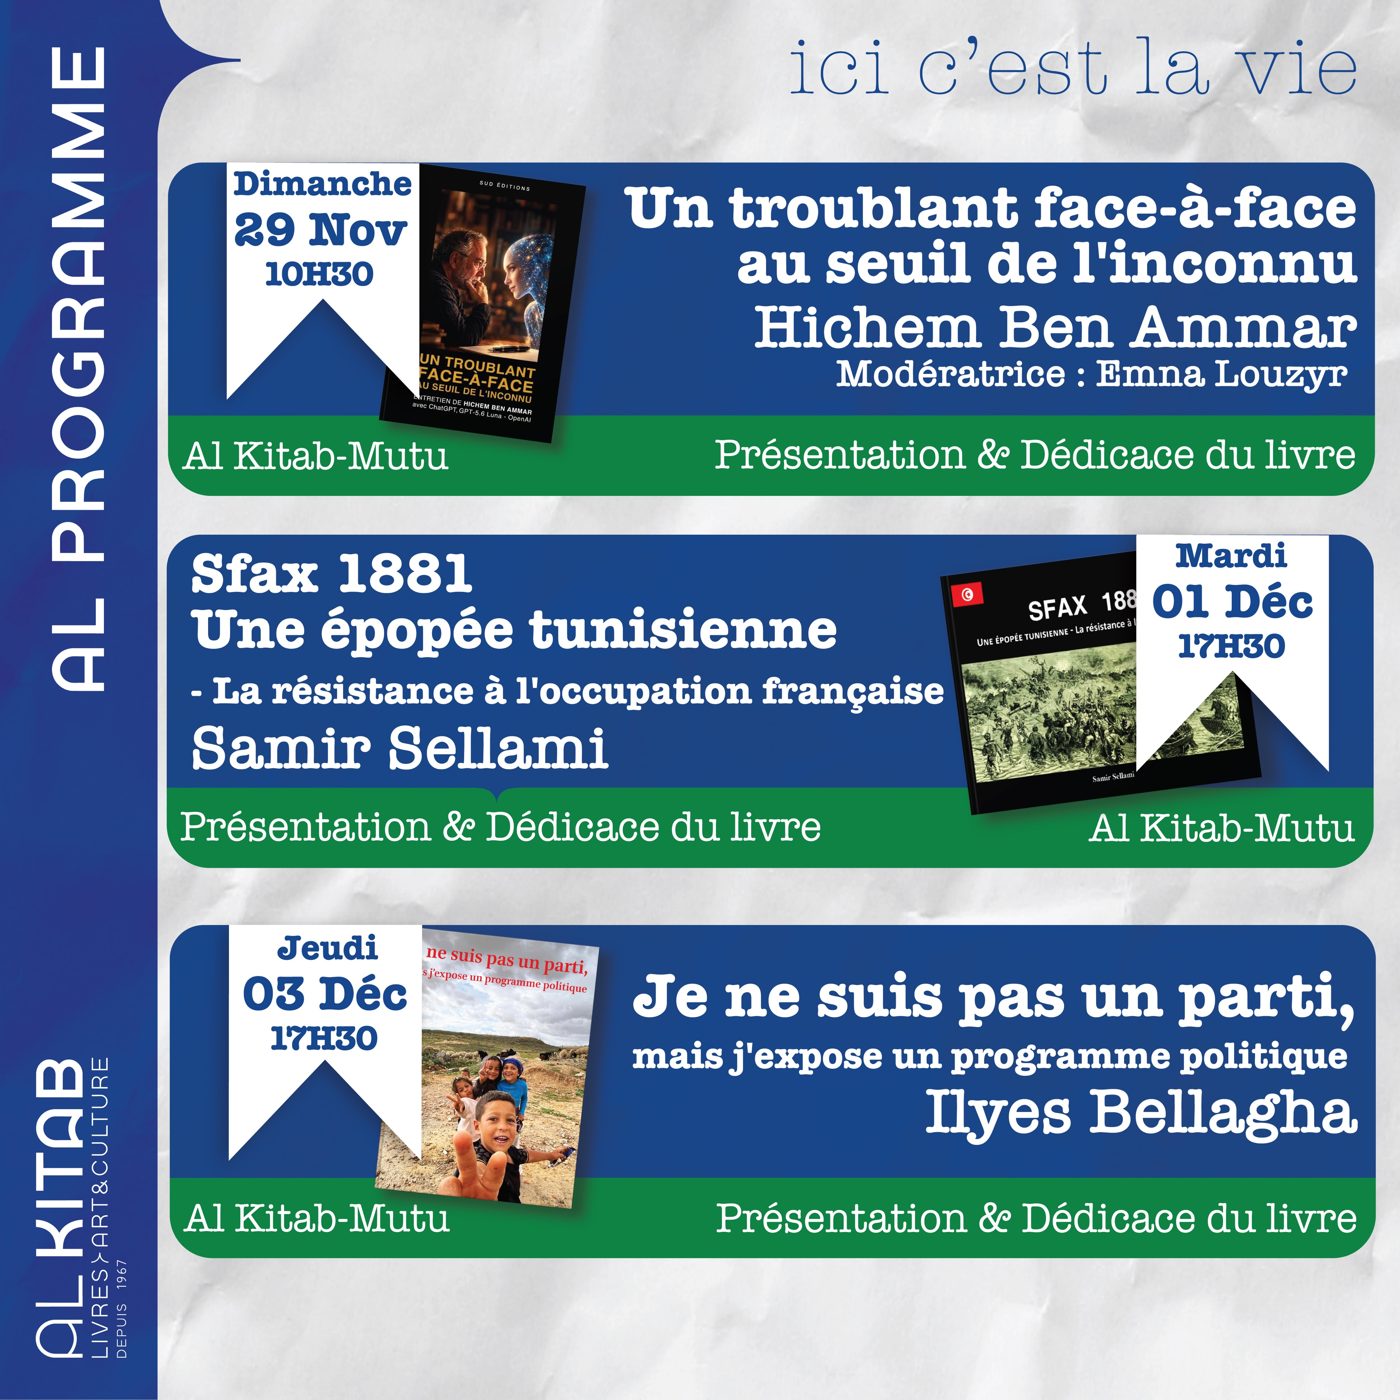 ici c'est la vie
AL PROGRAMME
Dimanche
29 Nov
10H30
SUD ÉDITIONS
UN TROUBLANT
FACE-À-FACE
AU SEUIL DE L'INCONNU
ENTRETIEN DE HICHEM BEN AMMAR
avec ChatGPT, GPT-5.6 Luna - OpenAI
Un troublant face-à-face
au seuil de l'inconnu
Hichem Ben Ammar
Modératrice : Emna Louzyr
Al Kitab-Mutu
Présentation & Dédicace du livre
Sfax 1881
Une épopée tunisienne
- La résistance à l'occupation française
Samir Sellami
SFAX 188
UNE ÉPOPÉE TUNISIENNE - La résistance à l
Samir Sellami
Mardi
01 Déc
17H30
Présentation & Dédicace du livre
Al Kitab-Mutu
Jeudi
03 Déc
17H30
ne suis pas un parti,
s j'expose un programme politique
Je ne suis pas un parti,
mais j'expose un programme politique
Ilyes Bellagha
Al Kitab-Mutu
Présentation & Dédicace du livre
AL KITAB
LIVRES ART&CULTURE
DEPUIS 1967